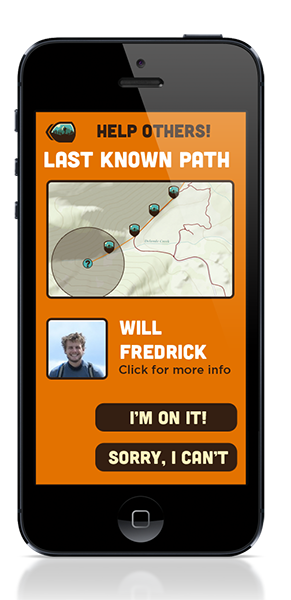 HELP OTHERS!
LAST KNOWN PATH
?
WILL
FREDRICK
Click for more info
I'M ON IT!
SORRY, I CAN'T